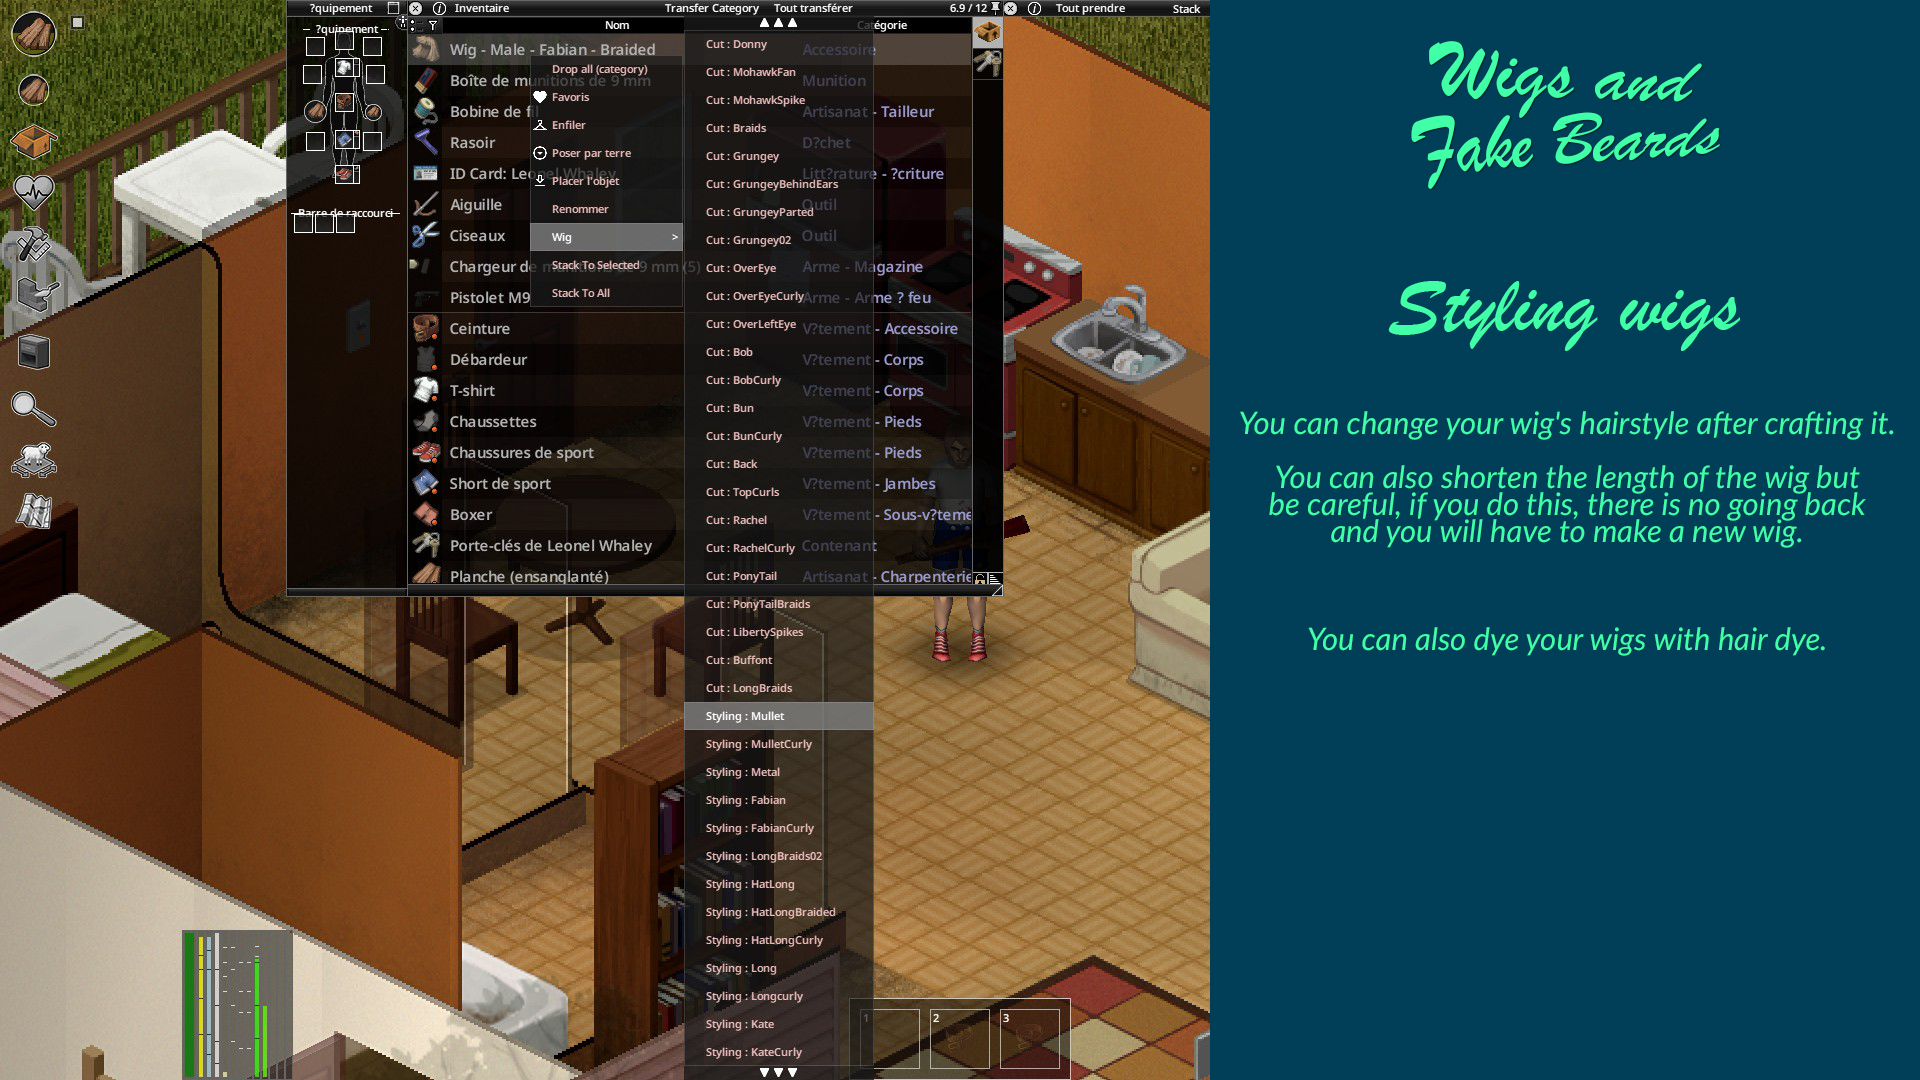 ?quipement
Inventaire
Transfer Category
Tout transférer
6.9 / 12
Tout prendre
Stack
?quipement
Barre de raccourci
Nom
Catégorie
Wig - Male - Fabian - Braided
Accessoire
Boîte de munitions de 9 mm
Munition
Bobine de fil
Artisanat - Tailleur
Rasoir
D?chet
ID Card: Leonel Whaley
Litt?rature - ?criture
Aiguille
Outil
Ciseaux
Outil
Chargeur de munitions de 9 mm (5)
Arme - Magazine
Pistolet M9
Arme - Arme ? feu
Ceinture
V?tement - Accessoire
Débardeur
V?tement - Corps
T-shirt
V?tement - Corps
Chaussettes
V?tement - Pieds
Chaussures de sport
V?tement - Pieds
Short de sport
V?tement - Jambes
Boxer
V?tement - Sous-v?teme
Porte-clés de Leonel Whaley
Contenant
Planche (ensanglanté)
Artisanat - Charpenterie
Drop all (category)
Favoris
Enfiler
Poser par terre
Placer l'objet
Renommer
Wig >
Stack To Selected
Stack To All
Cut : Donny
Cut : MohawkFan
Cut : MohawkSpike
Cut : Braids
Cut : Grungey
Cut : GrungeyBehindEars
Cut : GrungeyParted
Cut : Grungey02
Cut : OverEye
Cut : OverEyeCurly
Cut : OverLeftEye
Cut : Bob
Cut : BobCurly
Cut : Bun
Cut : BunCurly
Cut : Back
Cut : TopCurls
Cut : Rachel
Cut : RachelCurly
Cut : PonyTail
Cut : PonyTailBraids
Cut : LibertySpikes
Cut : Buffont
Cut : LongBraids
Styling : Mullet
Styling : MulletCurly
Styling : Metal
Styling : Fabian
Styling : FabianCurly
Styling : LongBraids02
Styling : HatLong
Styling : HatLongBraided
Styling : HatLongCurly
Styling : Long
Styling : Longcurly
Styling : Kate
Styling : KateCurly
1
2
3
Wigs and
Fake Beards
Styling wigs
You can change your wig's hairstyle after crafting it.
You can also shorten the length of the wig but
be careful, if you do this, there is no going back
and you will have to make a new wig.
You can also dye your wigs with hair dye.